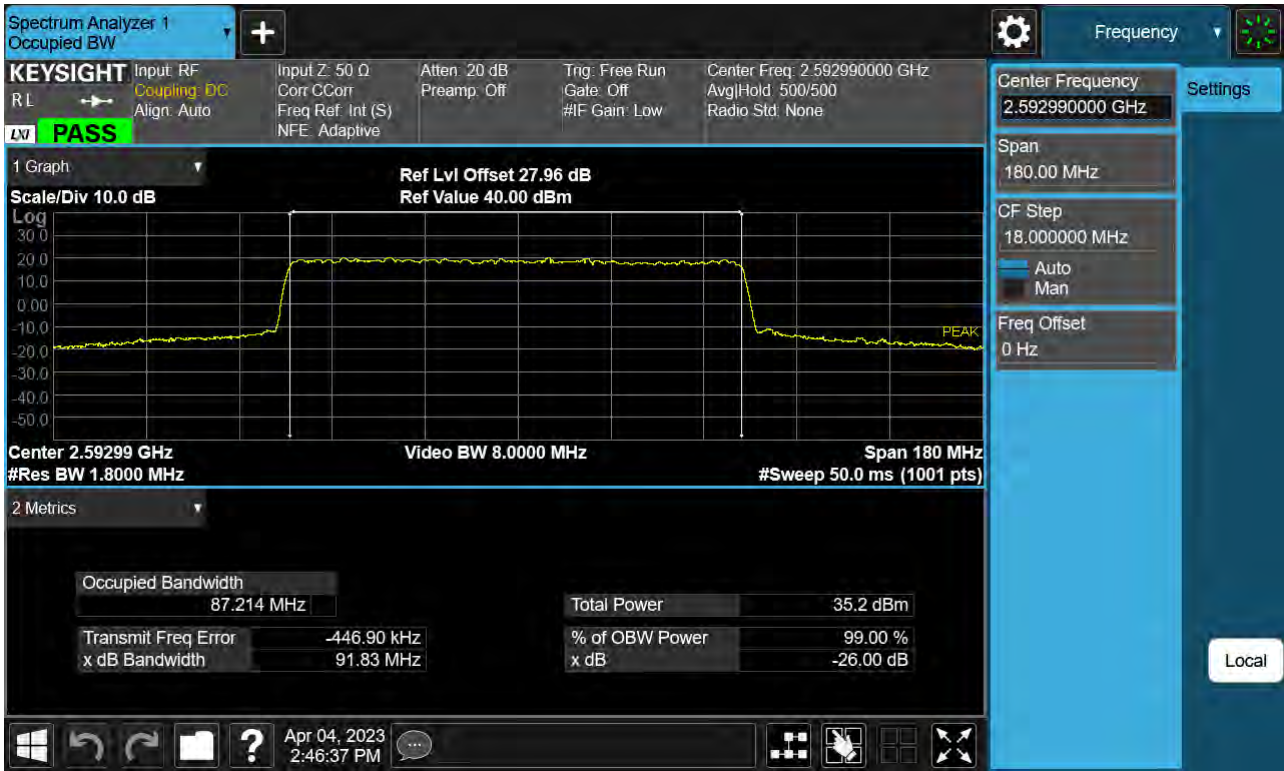 Spectrum Analyzer 1
Occupied BW
+
Frequency
KEYSIGHT
RL
LXI
PASS
Input: RF
Coupling: DC
Align: Auto
Input Z: 50 Ω
Corr CCorr
Freq Ref: Int (S)
NFE: Adaptive
Atten: 20 dB
Preamp: Off
Trig: Free Run
Gate: Off
#IF Gain: Low
Center Freq: 2.592990000 GHz
Avg|Hold: 500/500
Radio Std: None
Center Frequency
2.592990000 GHz
Settings
Span
180.00 MHz
CF Step
18.000000 MHz
Auto
Man
Freq Offset
0 Hz
Local
1 Graph
Scale/Div 10.0 dB
Ref Lvl Offset 27.96 dB
Ref Value 40.00 dBm
Log
30.0
20.0
10.0
0.00
-10.0
-20.0
-30.0
-40.0
-50.0
PEAK
Center 2.59299 GHz
Video BW 8.0000 MHz
Span 180 MHz
#Res BW 1.8000 MHz
#Sweep 50.0 ms (1001 pts)
2 Metrics
Occupied Bandwidth
87.214 MHz
Transmit Freq Error -446.90 kHz
x dB Bandwidth 91.83 MHz
Total Power 35.2 dBm
% of OBW Power 99.00 %
x dB -26.00 dB
?
Apr 04, 2023
2:46:37 PM